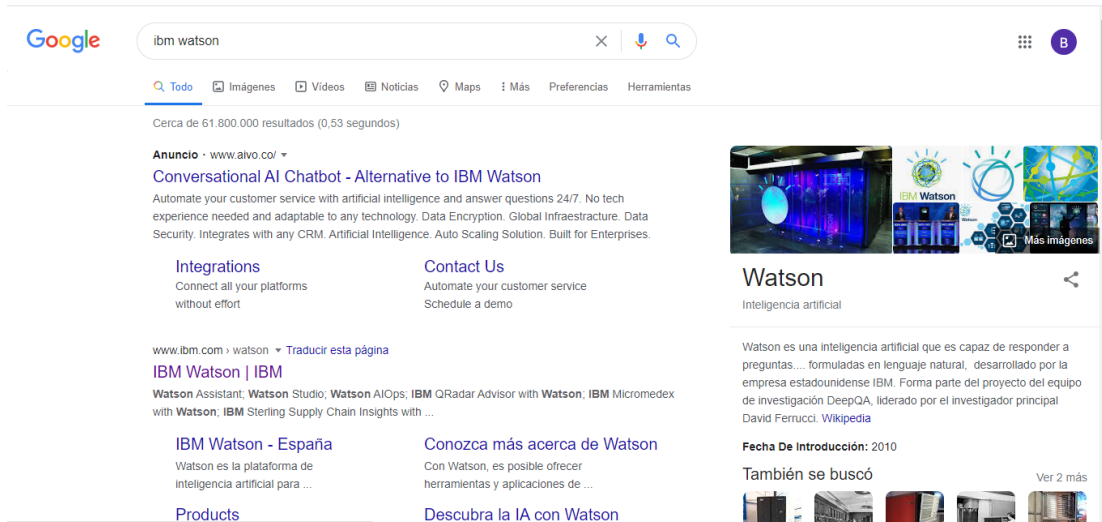 Google
ibm watson
B
Todo
Imágenes
Vídeos
Noticias
Maps
Más
Preferencias
Herramientas
Cerca de 61.800.000 resultados (0,53 segundos)
Anuncio · www.aivo.co/
Conversational AI Chatbot - Alternative to IBM Watson
Automate your customer service with artificial intelligence and answer questions 24/7. No tech
experience needed and adaptable to any technology. Data Encryption. Global Infraestracture. Data
Security. Integrates with any CRM. Artificial Intelligence. Auto Scaling Solution. Built for Enterprises.
Integrations
Connect all your platforms
without effort
Contact Us
Automate your customer service
Schedule a demo
www.ibm.com › watson Traducir esta página
IBM Watson | IBM
Watson Assistant; Watson Studio; Watson AIOps; IBM QRadar Advisor with Watson; IBM Micromedex
with Watson; IBM Sterling Supply Chain Insights with ...
IBM Watson - España
Watson es la plataforma de
inteligencia artificial para ...
Conozca más acerca de Watson
Con Watson, es posible ofrecer
herramientas y aplicaciones de ...
Products
Descubra la IA con Watson
WATSON
IBM Watson
Más imágenes
Watson
Inteligencia artificial
Watson es una inteligencia artificial que es capaz de responder a
preguntas.... formuladas en lenguaje natural, desarrollado por la
empresa estadounidense IBM. Forma parte del proyecto del equipo
de investigación DeepQA, liderado por el investigador principal
David Ferrucci. Wikipedia
Fecha De Introducción: 2010
También se buscó
Ver 2 más